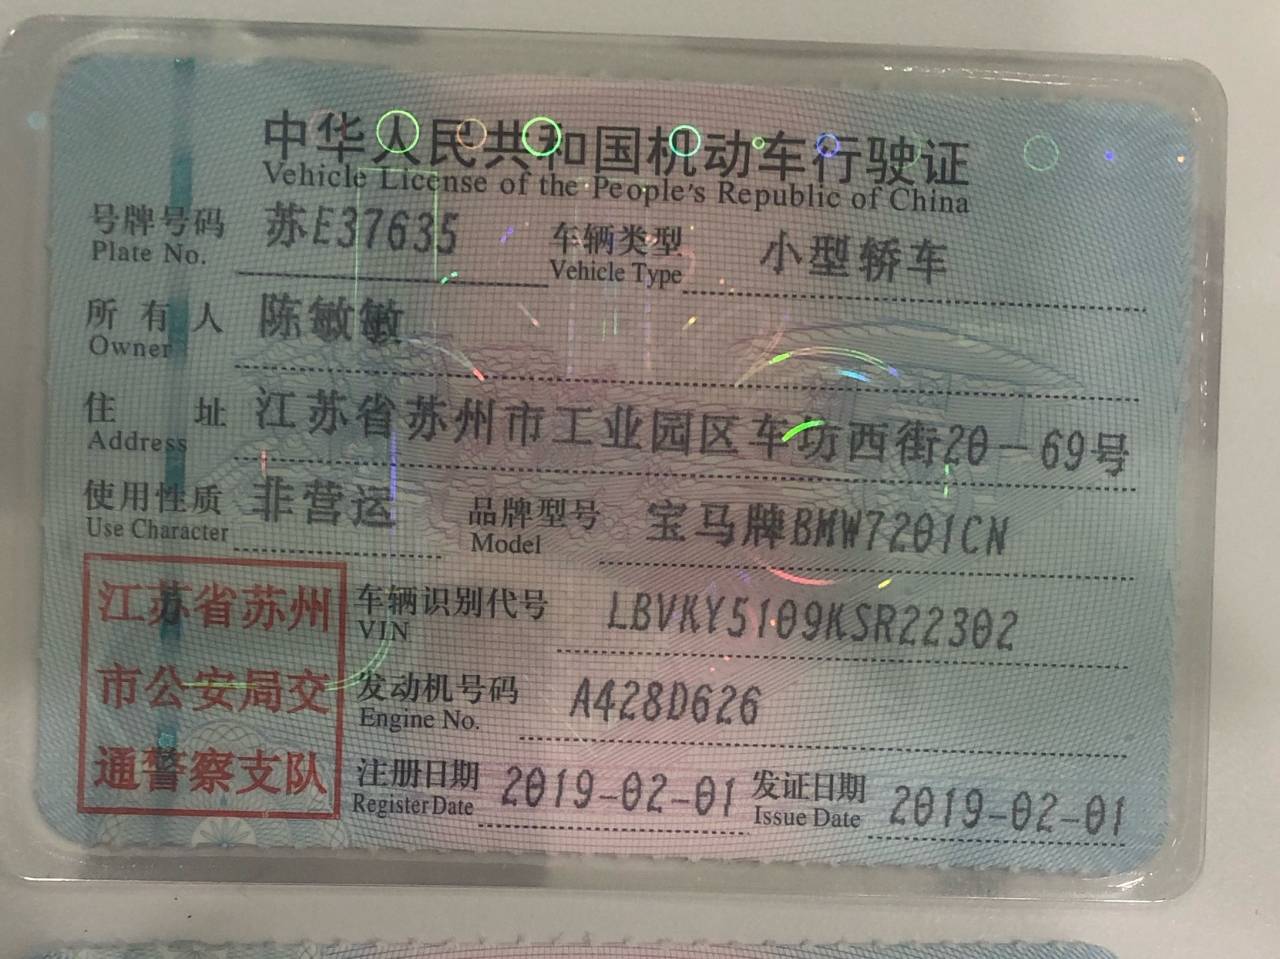 中华人民共和国机动车行驶证
Vehicle License of the People's Republic of China
号牌号码 苏E37635 车辆类型 小型轿车
Plate No. Vehicle Type
所有人 陈敏敏
Owner
住址 江苏省苏州市工业园区车坊西街20-69号
Address
使用性质 非营运 品牌型号 宝马牌BMW7201CN
Use Character Model
江苏省苏州
市公安局交
通警察支队
车辆识别代号 LBVKY5109KSR22302
VIN
发动机号码 A428D626
Engine No.
注册日期 2019-02-01 发证日期 2019-02-01
Register Date Issue Date